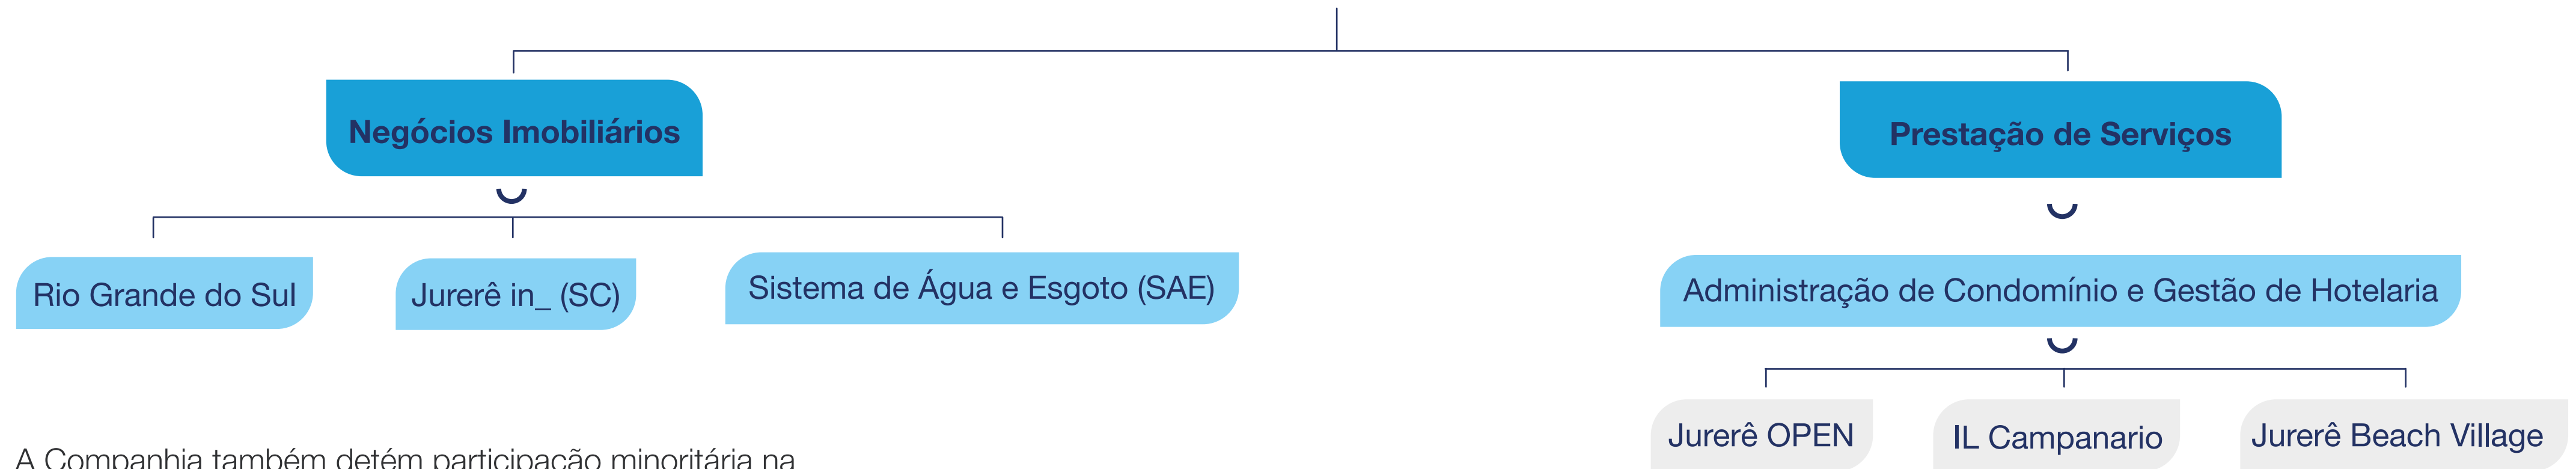 Negócios Imobiliários
Prestação de Serviços
Rio Grande do Sul
Jurerê in_ (SC)
Sistema de Água e Esgoto (SAE)
Administração de Condomínio e Gestão de Hotelaria
Jurerê OPEN
IL Campanario
Jurerê Beach Village
A Companhia também detém participação minoritária na